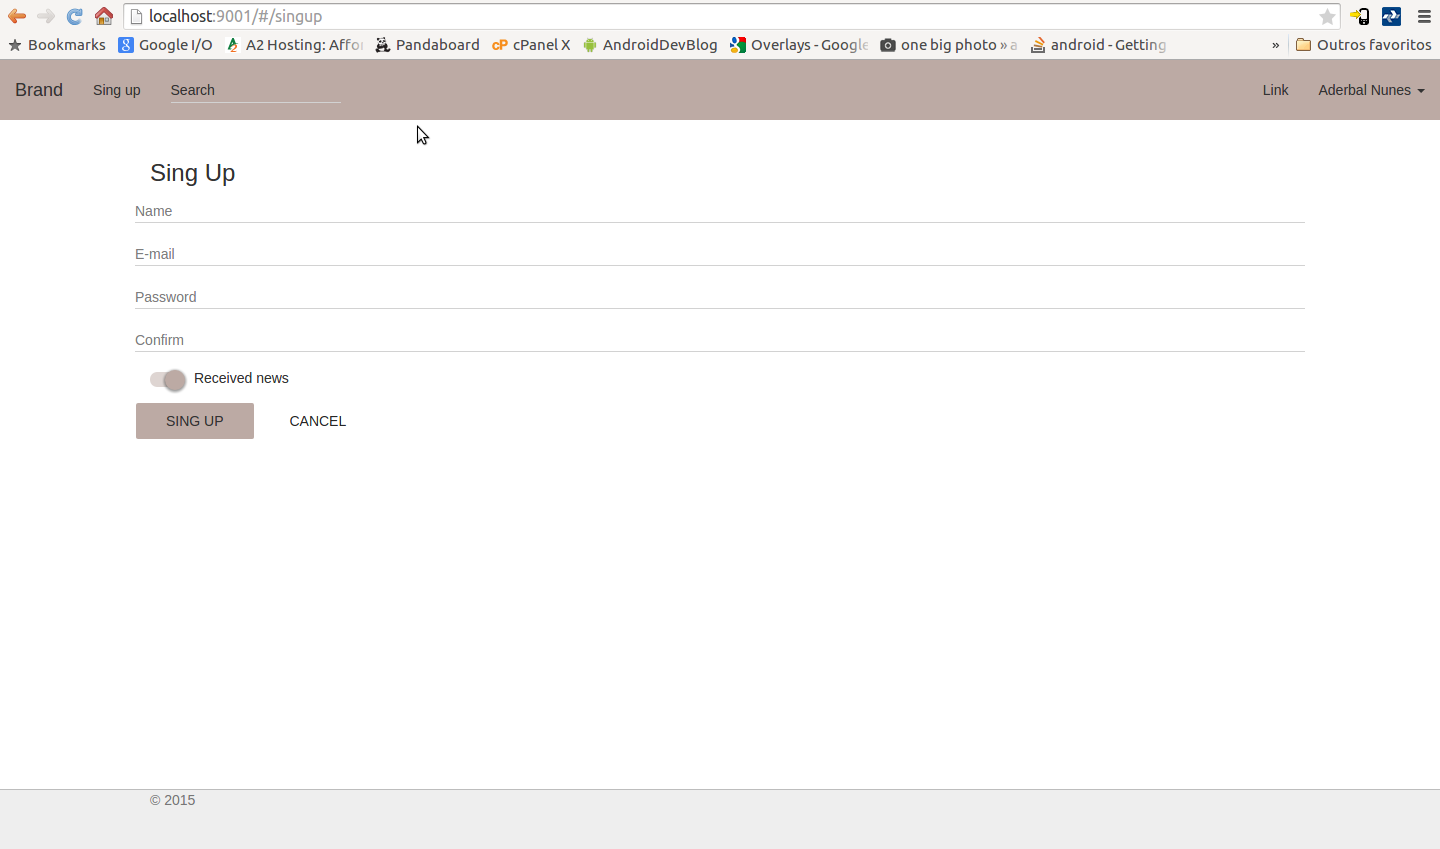 localhost:9001/#/singup
Bookmarks Google I/O A2 Hosting: Affo Pandaboard cPanel X AndroidDevBlog Overlays - Google one big photo » a android - Getting » Outros favoritos
Brand Sing up Search Link Aderbal Nunes
Sing Up
Name
E-mail
Password
Confirm
Received news
SING UP CANCEL
© 2015